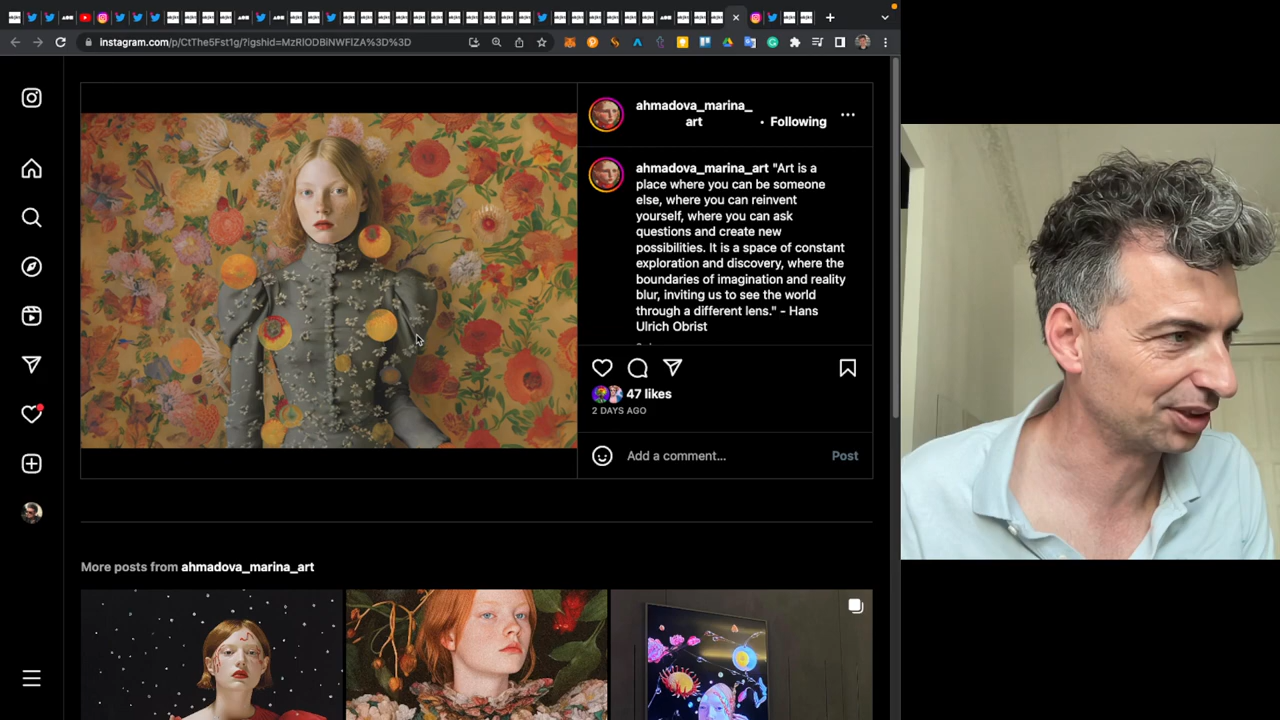 instagram.com/p/CtThe5Fst1g/?igshid=MzRlODBiNWFlZA%3D%3D
ahmadova_marina_
art
• Following
ahmadova_marina_art "Art is a
place where you can be someone
else, where you can reinvent
yourself, where you can ask
questions and create new
possibilities. It is a space of constant
exploration and discovery, where the
boundaries of imagination and reality
blur, inviting us to see the world
through a different lens." - Hans
Ulrich Obrist
47 likes
2 DAYS AGO
Add a comment...
Post
More posts from ahmadova_marina_art